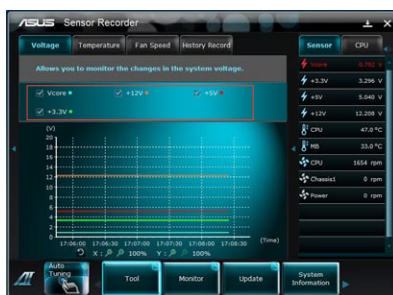 ASUS Sensor Recorder
Voltage Temperature Fan Speed History Record
Allows you to monitor the changes in the system voltage.
Vcore +12V +5V
+3.3V
(V)
20
18
16
14
12
10
8
6
4
2
0
17:06:00 17:06:30 17:07:00 17:07:30 17:08:00 17:08:30 (Time)
X: 100% Y: 100%
Sensor CPU
Vcore 0.792 V
+3.3V 3.296 V
+5V 5.040 V
+12V 12.208 V
CPU 47.0 °C
MB 33.0 °C
CPU 1654 rpm
Chassis1 0 rpm
Power 0 rpm
Auto Tuning
Tool
Monitor
Update
System Information